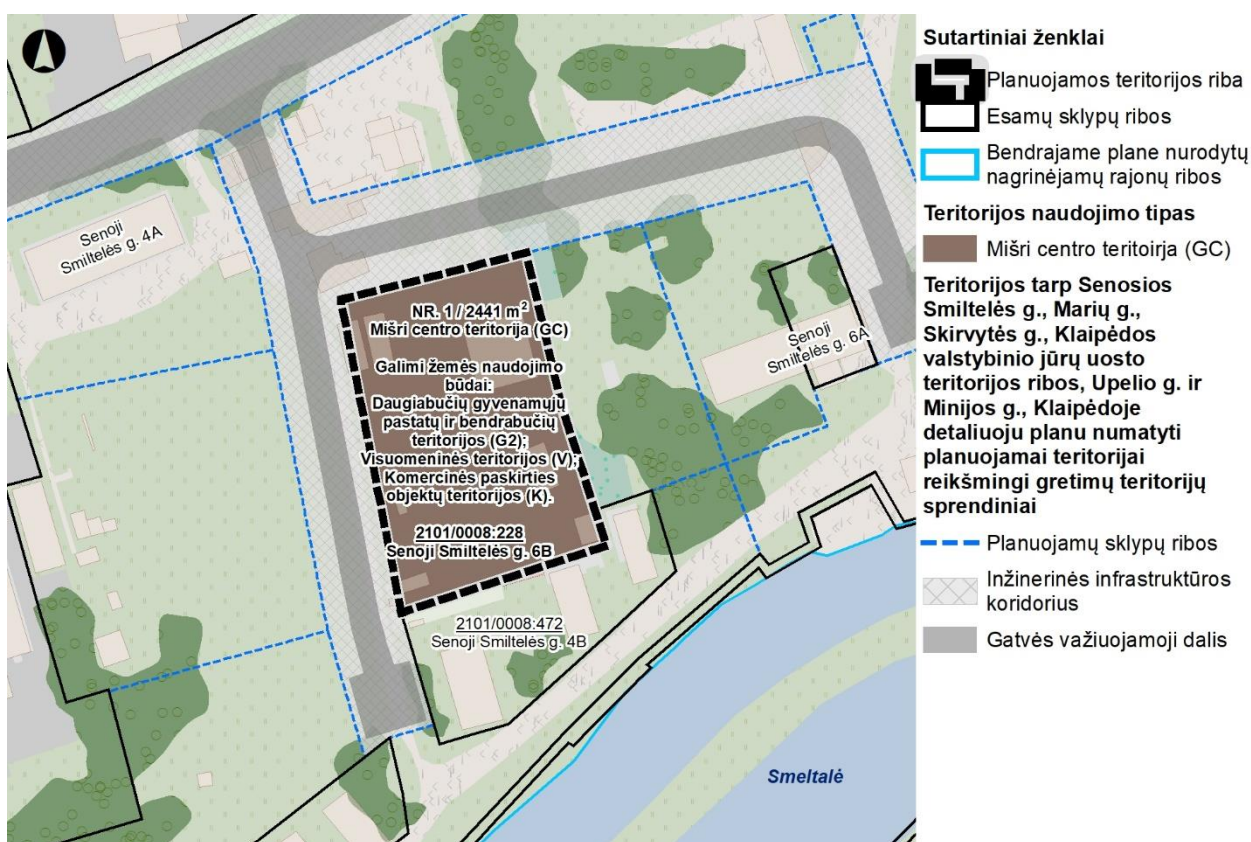 Senoji
Smiltelės g. 4A
NR. 1 / 2441 m²
Mišri centro teritorija (GC)
Galimi žemės naudojimo
būdai:
Daugiabučių gyvenamųjų
pastatų ir bendrabučių
teritorijos (G2);
Visuomeninės teritorijos (V);
Komercinės paskirties
objektų teritorijos (K).
2101/0008:228
Senoji Smiltelės g. 6B
Senoji
Smiltelės g. 6A
2101/0008:472
Senoji Smiltelės g. 4B
Smeltalė
Sutartiniai ženklai
Planuojamos teritorijos riba
Esamų sklypų ribos
Bendrajame plane nurodytų
nagrinėjamų rajonų ribos
Teritorijos naudojimo tipas
Mišri centro teritoirja (GC)
Teritorijos tarp Senosios
Smiltelės g., Marių g.,
Skirvytės g., Klaipėdos
valstybinio jūrų uosto
teritorijos ribos, Upelio g. ir
Minijos g., Klaipėdoje
detaliuoju planu numatyti
planuojamai teritorijai
reikšmingi gretimų teritorijų
sprendiniai
Planuojamų sklypų ribos
Inžinerinės infrastruktūros
koridorius
Gatvės važiuojamoji dalis